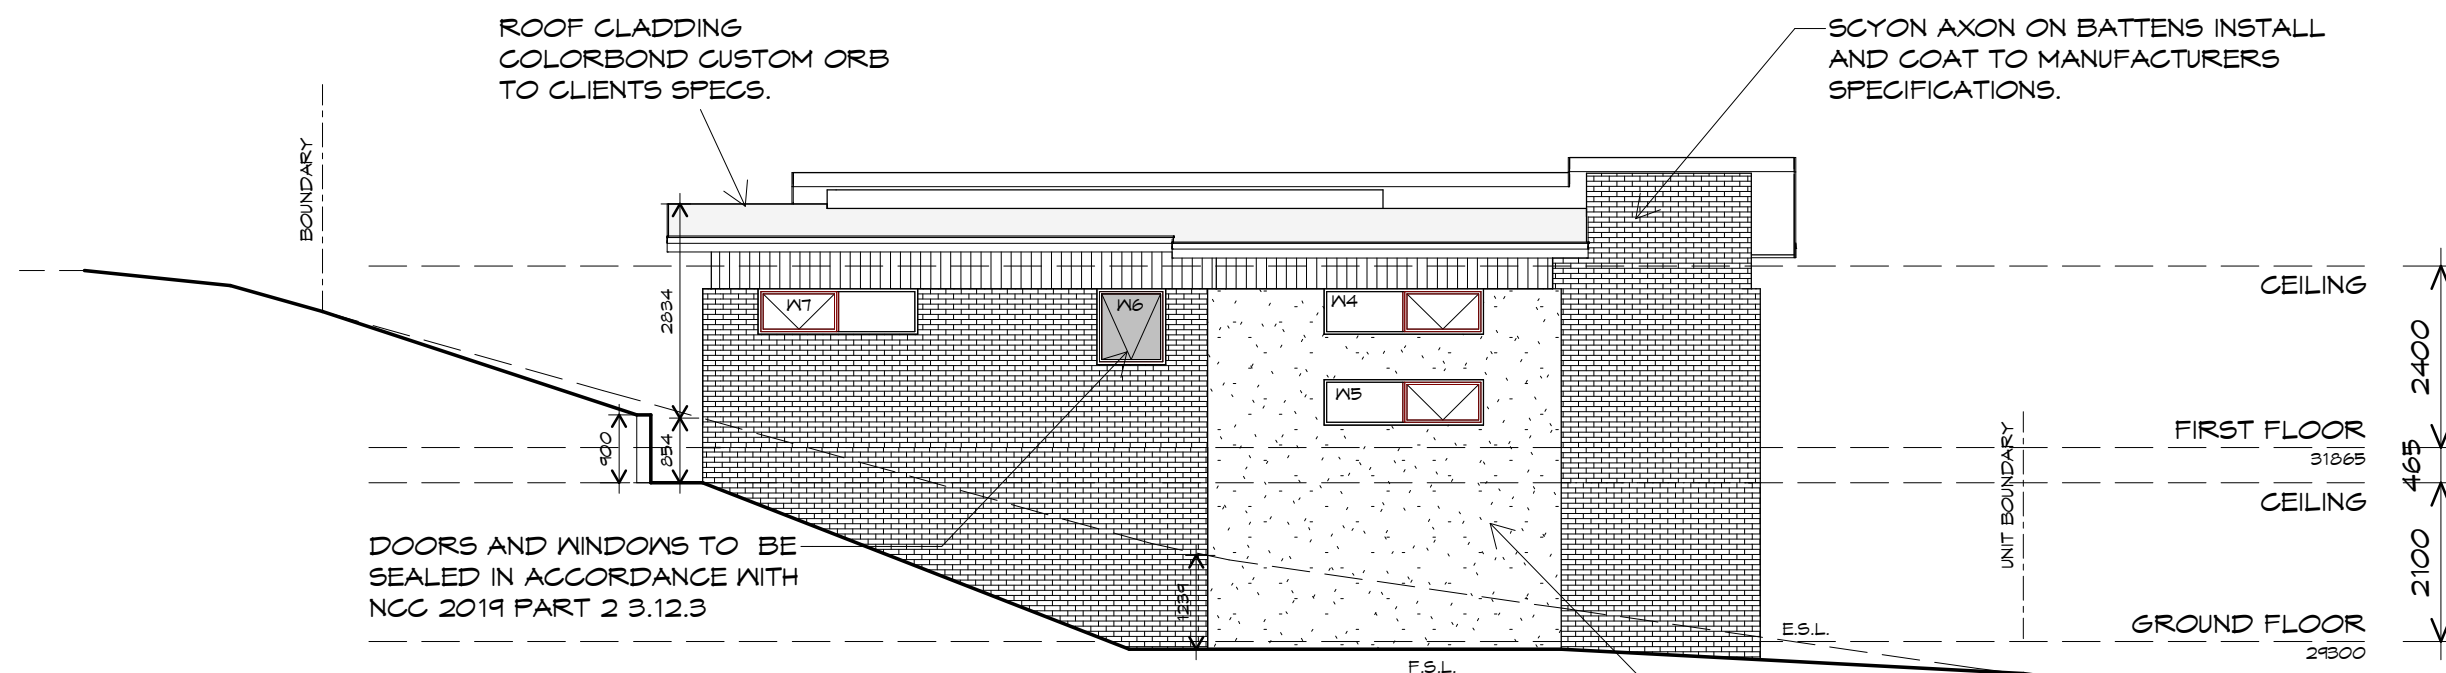 ROOF CLADDING
COLORBOND CUSTOM ORB
TO CLIENTS SPECS.
SCYON AXON ON BATTENS INSTALL
AND COAT TO MANUFACTURERS
SPECIFICATIONS.
BOUNDARY
2834
W7
W6
W4
W5
CEILING
2400
900
854
FIRST FLOOR
31865
465
CEILING
UNIT BOUNDARY
2100
DOORS AND WINDOWS TO BE
SEALED IN ACCORDANCE WITH
NCC 2019 PART 2 3.12.3
1239
E.S.L.
GROUND FLOOR
29300
F.S.L.